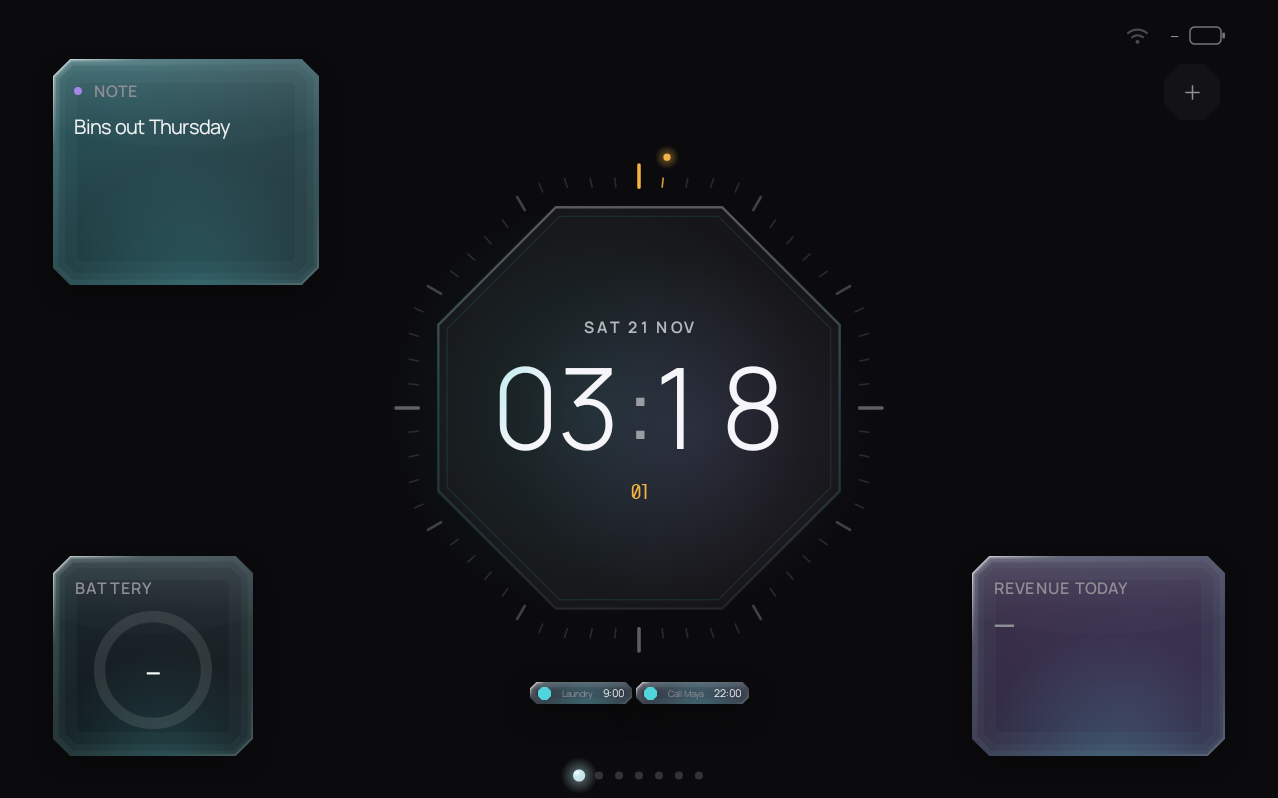 NOTE
Bins out Thursday
SAT 21 NOV
03:18
01
BATTERY
–
REVENUE TODAY
—
Laundry 9:00
Call Maya 22:00